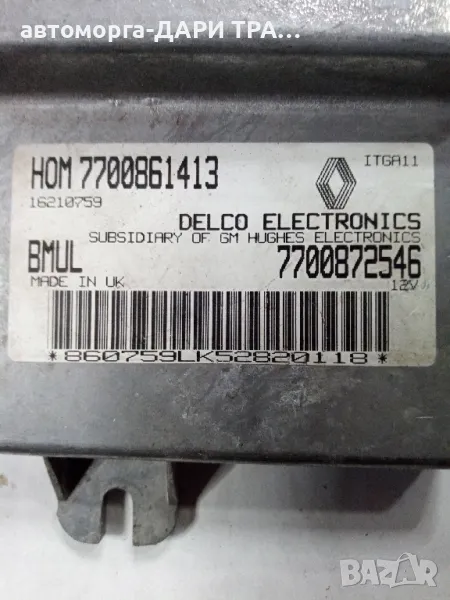 автоморга-ДАРИ ТРА...
HOM 7700861413
ITGA11
16210759
DELCO ELECTRONICS
SUBSIDIARY OF GM HUGHES ELECTRONICS
BMUL 7700872546
MADE IN UK 12V
*860759LK52820118*
BAZAR